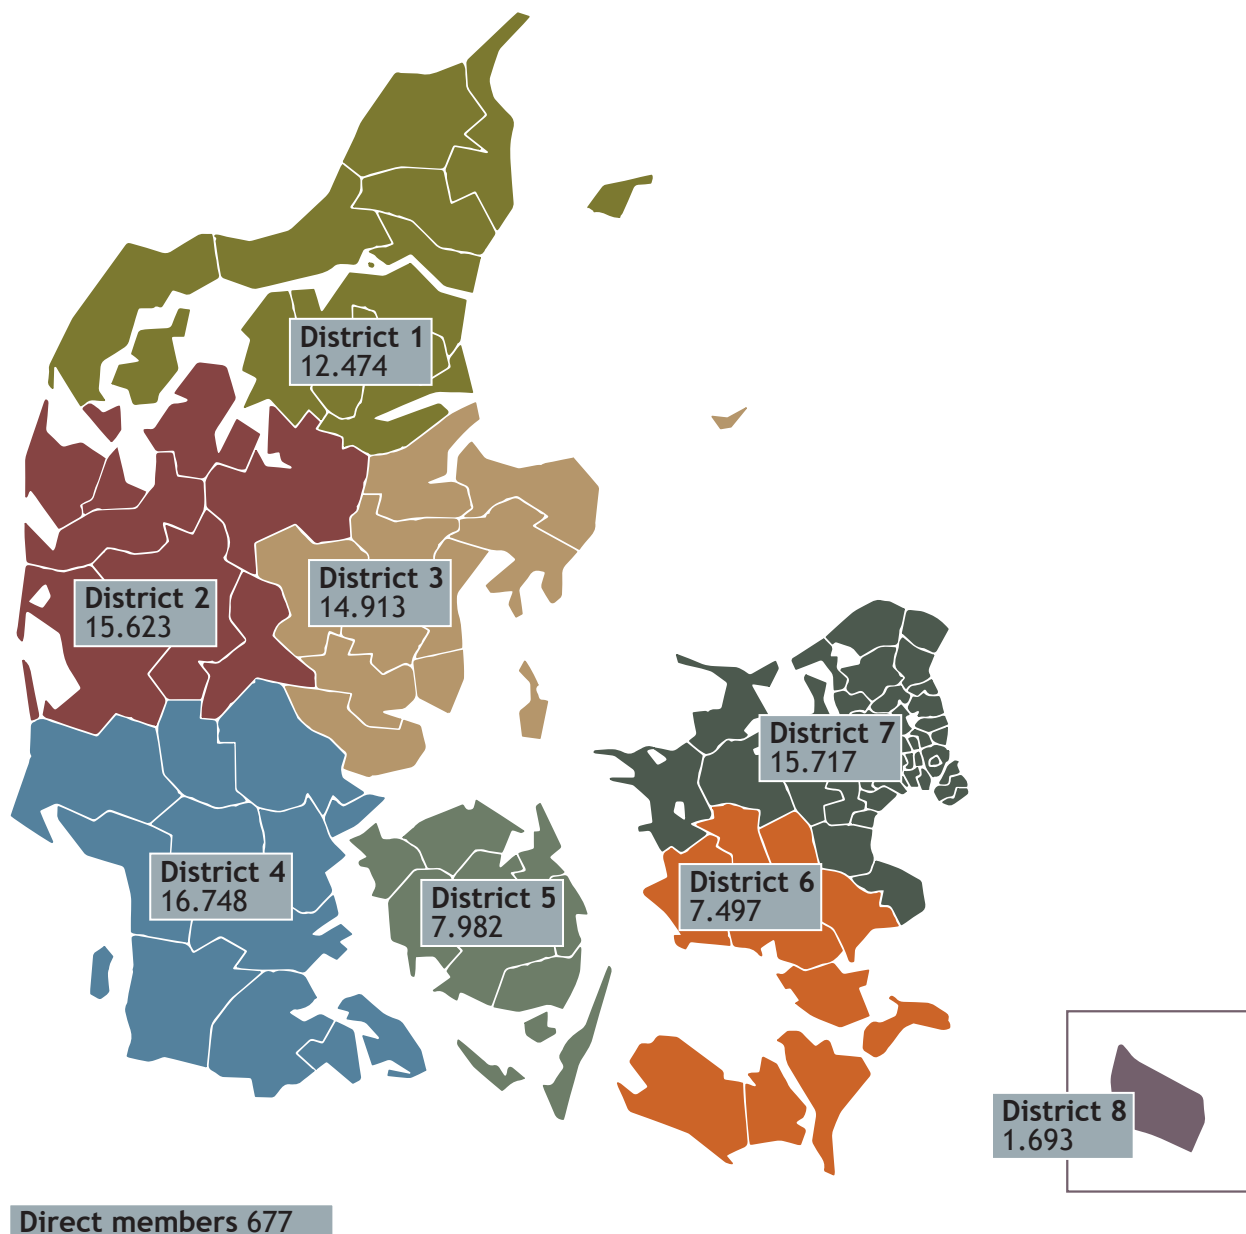 District 1
12.474
District 2
15.623
District 3
14.913
District 4
16.748
District 5
7.982
District 6
7.497
District 7
15.717
District 8
1.693
Direct members 677